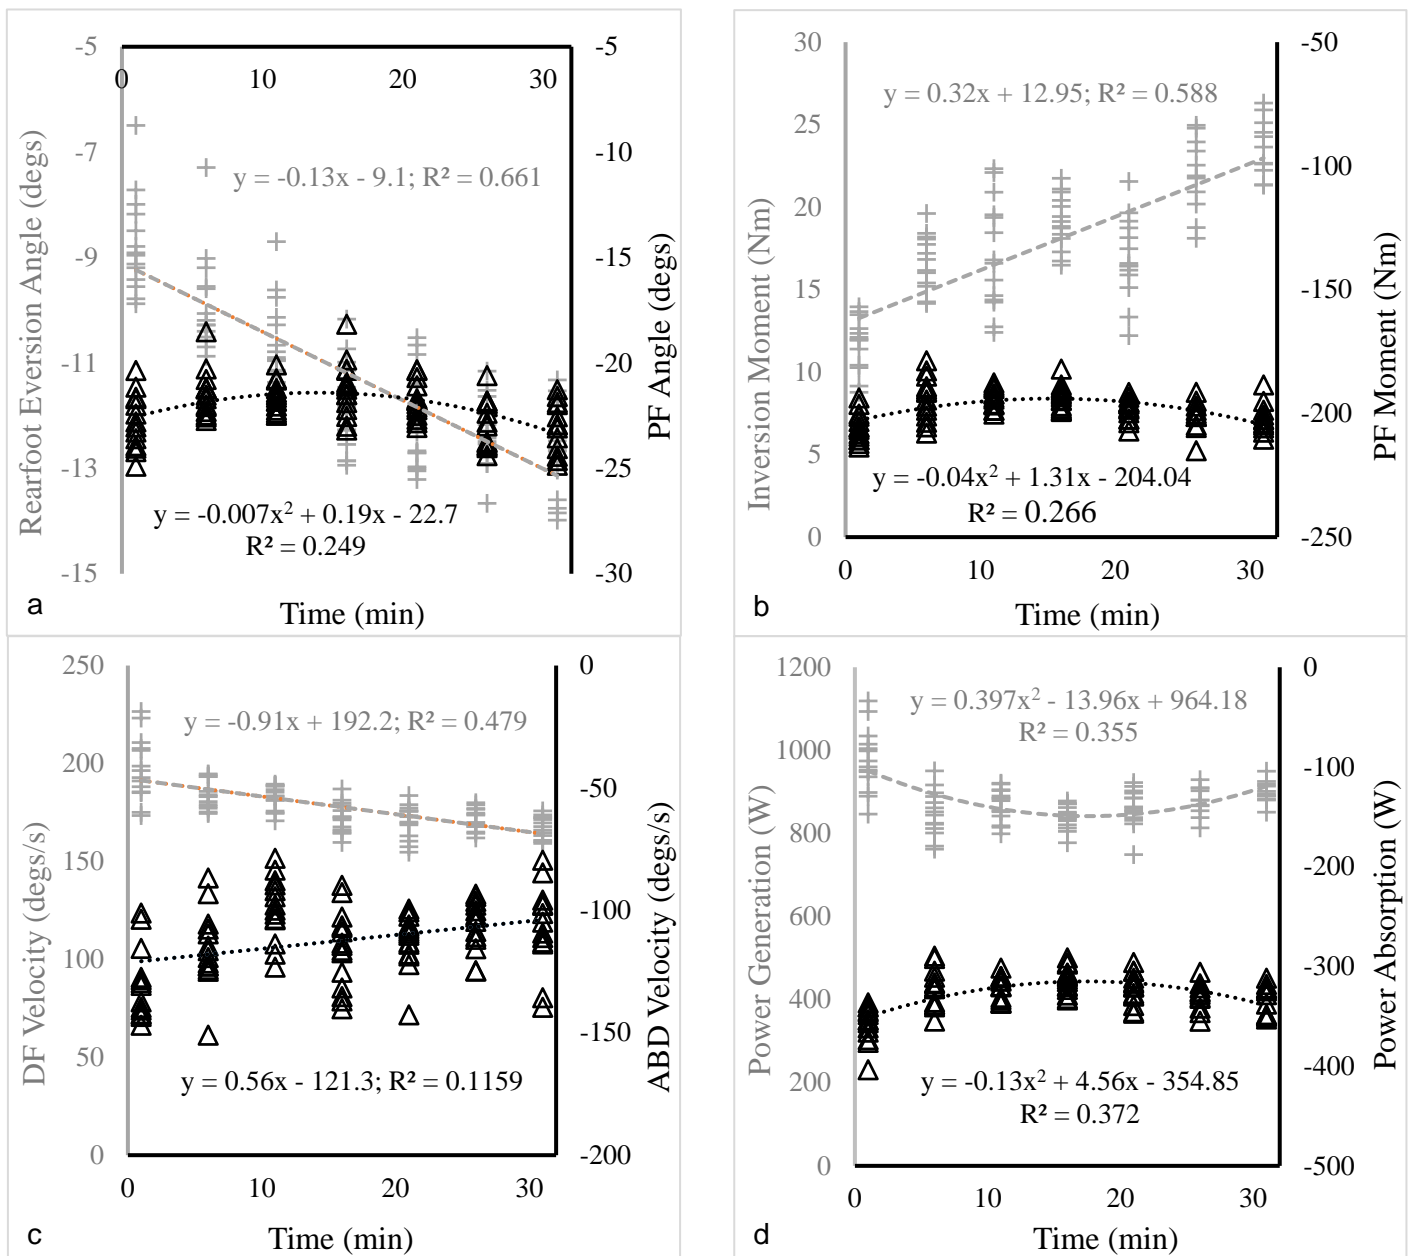 -5
-5
0
10
20
30
y = -0.13x - 9.1; R² = 0.661
-7
-9
-11
-13
-15
-10
-15
-20
-25
-30
Rearfoot Eversion Angle (degs)
PF Angle (degs)
y = -0.007x² + 0.19x - 22.7
R² = 0.249
a
Time (min)
30
25
20
15
10
5
0
-50
-100
-150
-200
-250
y = 0.32x + 12.95; R² = 0.588
Inversion Moment (Nm)
PF Moment (Nm)
y = -0.04x² + 1.31x - 204.04
R² = 0.266
0
10
20
30
b
Time (min)
250
200
150
100
50
0
0
-50
-100
-150
-200
y = -0.91x + 192.2; R² = 0.479
DF Velocity (degs/s)
ABD Velocity (degs/s)
y = 0.56x - 121.3; R² = 0.1159
0
10
20
30
c
Time (min)
1200
1000
800
600
400
200
0
0
-100
-200
-300
-400
-500
y = 0.397x² - 13.96x + 964.18
R² = 0.355
Power Generation (W)
Power Absorption (W)
y = -0.13x² + 4.56x - 354.85
R² = 0.372
0
10
20
30
d
Time (min)